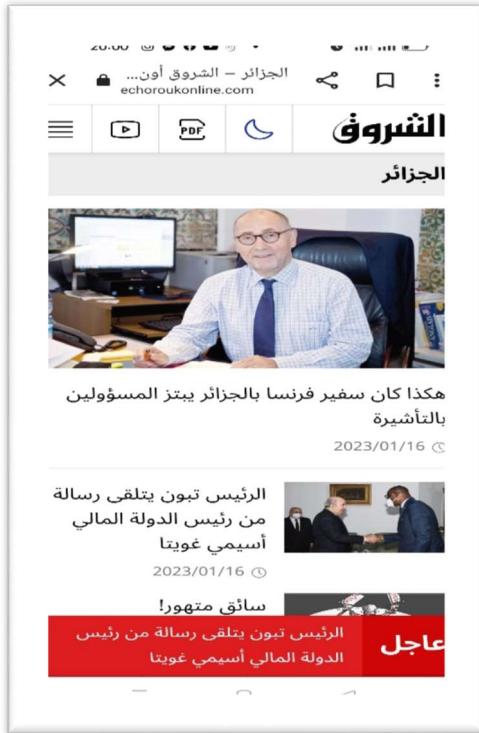 20:00
الجزائر – الشروق أون...
echoroukonline.com
PDF
الشروق
الجزائر
هكذا كان سفير فرنسا بالجزائر يبتز المسؤولين
بالتأشيرة
2023/01/16
الرئيس تبون يتلقى رسالة
من رئيس الدولة المالي
أسيمي غويتا
2023/01/16
سائق متهور!
عاجل
الرئيس تبون يتلقى رسالة من رئيس
الدولة المالي أسيمي غويتا